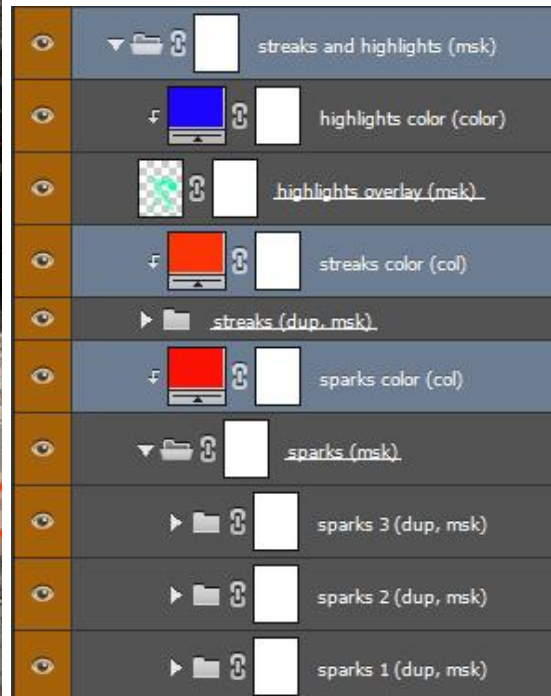 streaks and highlights (msk)
highlights color (color)
highlights overlay (msk)
streaks color (col)
streaks (dup, msk)
sparks color (col)
sparks (msk)
sparks 3 (dup, msk)
sparks 2 (dup, msk)
sparks 1 (dup, msk)